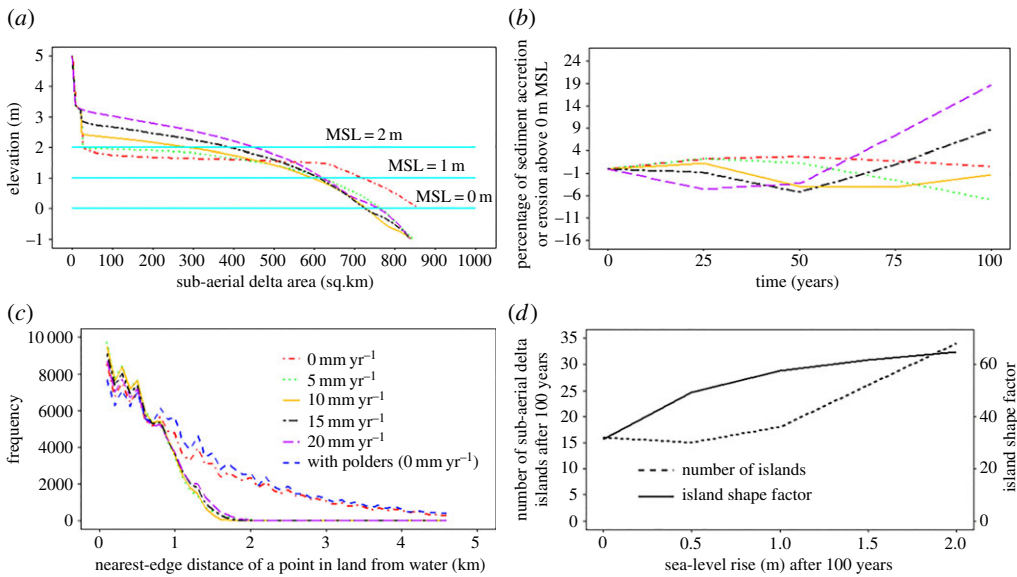 (a)
elevation (m)
5
4
3
2
1
0
–1
MSL = 2 m
MSL = 1 m
MSL = 0 m
0 100 200 300 400 500 600 700 800 900 1000
sub-aerial delta area (sq.km)
(b)
percentage of sediment accretion
or erosion above 0 m MSL
24
19
14
9
4
–1
–6
–11
–16
0 25 50 75 100
time (years)
(c)
frequency
10 000
8000
6000
4000
2000
0
0 mm yr–1
5 mm yr–1
10 mm yr–1
15 mm yr–1
20 mm yr–1
with polders (0 mm yr–1)
0 1 2 3 4 5
nearest-edge distance of a point in land from water (km)
(d)
number of sub-aerial delta
islands after 100 years
35
30
25
20
15
10
5
0
number of islands
island shape factor
60
40
20
0
island shape factor
0 0.5 1.0 1.5 2.0
sea-level rise (m) after 100 years